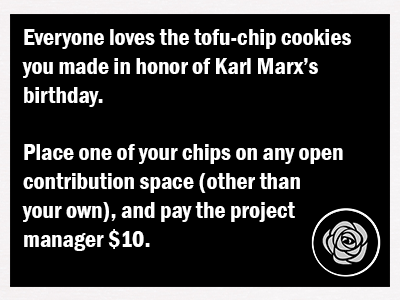 Everyone loves the tofu-chip cookies
you made in honor of Karl Marx’s
birthday.
Place one of your chips on any open
contribution space (other than
your own), and pay the project
manager $10.